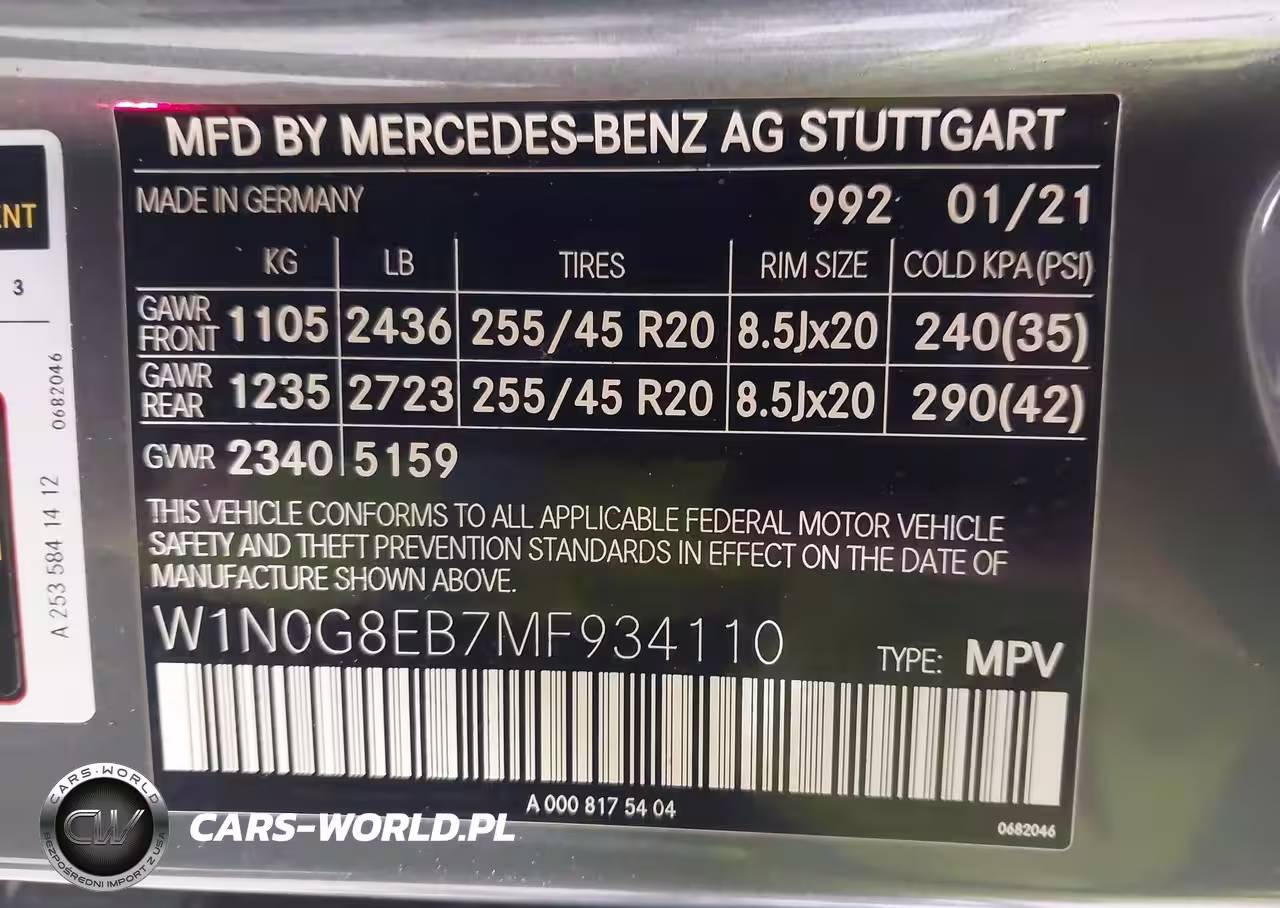 MFD BY MERCEDES-BENZ AG STUTTGART
MADE IN GERMANY 992 01/21
KG LB TIRES RIM SIZE COLD KPA(PSI)
GAWR FRONT 1105 2436 255/45 R20 8.5Jx20 240(35)
GAWR REAR 1235 2723 255/45 R20 8.5Jx20 290(42)
GVWR 2340 5159
THIS VEHICLE CONFORMS TO ALL APPLICABLE FEDERAL MOTOR VEHICLE
SAFETY AND THEFT PREVENTION STANDARDS IN EFFECT ON THE DATE OF
MANUFACTURE SHOWN ABOVE.
W1N0G8EB7MF934110 TYPE: MPV
A 000 817 54 04
0682046
3
0682046
A 253 584 14 12
CARS-WORLD
CW
BEZPOŚREDNI IMPORT Z USA
CARS-WORLD.PL